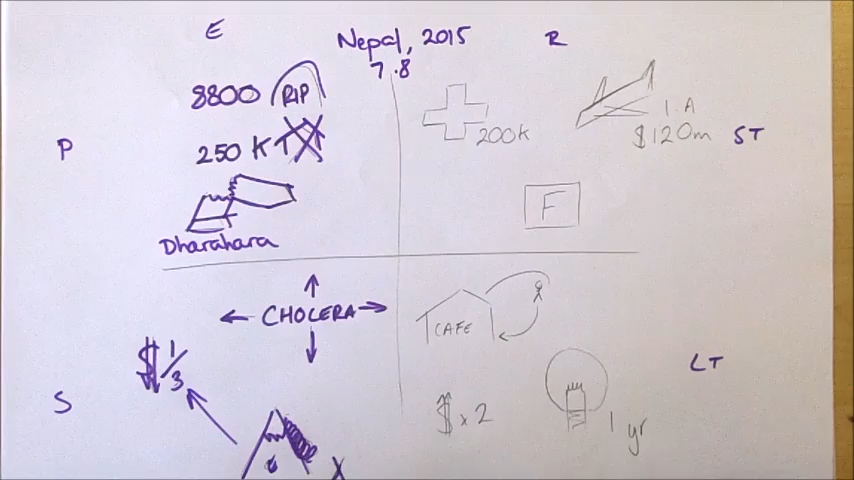 E
Nepal, 2015
R
7.8
8800 RIP
200K
1.A
$120m
ST
P
250K
F
Dharahara
CHOLERA
CAFE
$ 1/3
LT
S
$ x 2
1 yr
X